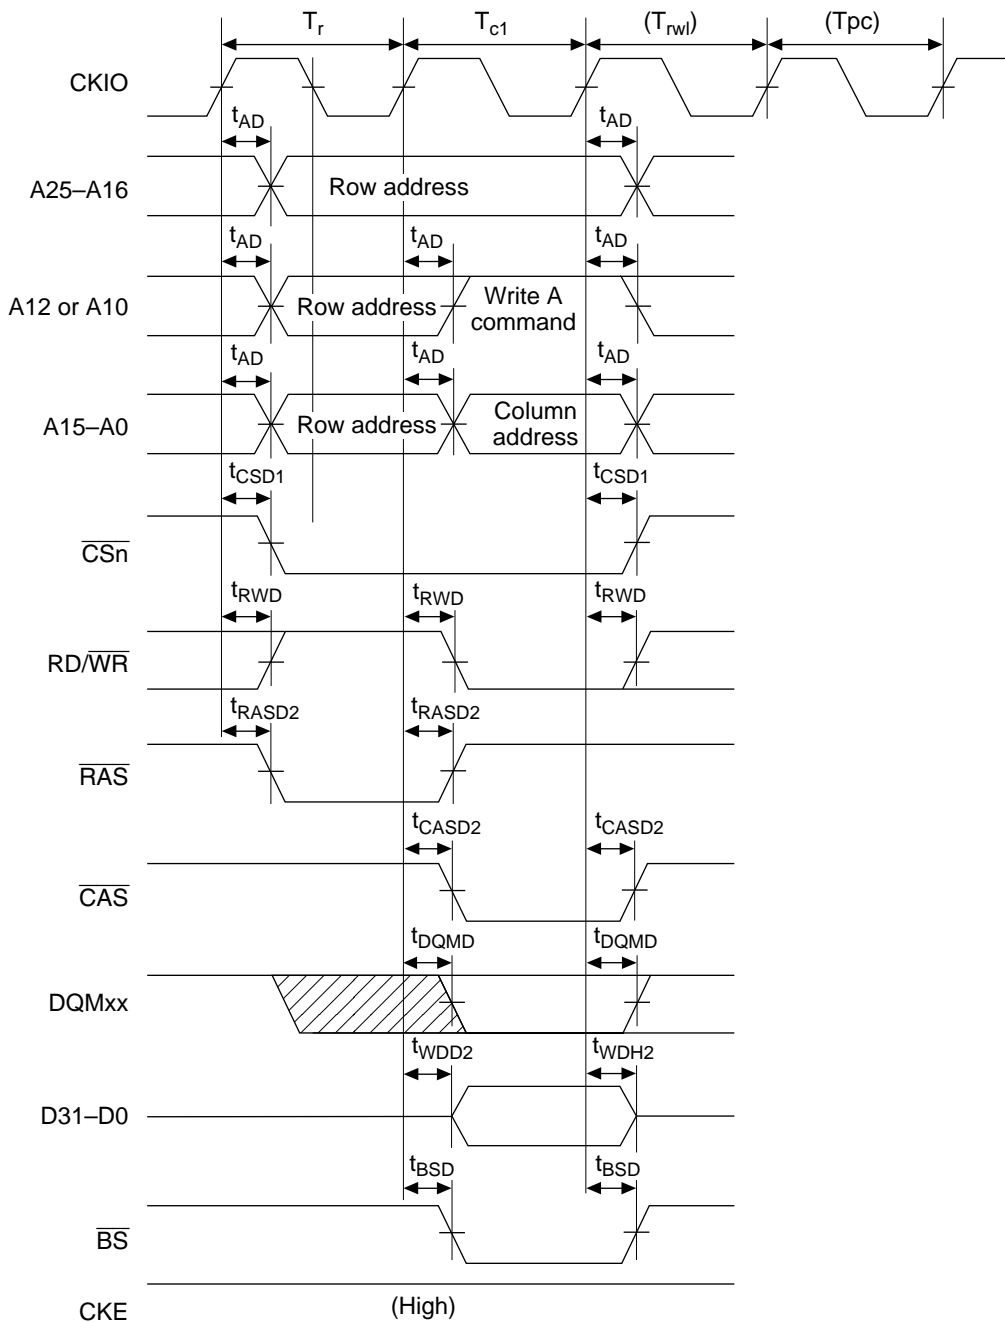 Tr Tc1 (Trwl) (Tpc)
CKIO
tAD tAD
A25–A16 Row address
tAD tAD tAD
A12 or A10 Row address Write A command
tAD tAD tAD
A15–A0 Row address Column address
tCSD1 tCSD1
CSn
tRWD tRWD tRWD
RD/WR
tRASD2 tRASD2
RAS
tCASD2 tCASD2
CAS
tDQMD tDQMD
DQMxx
tWDD2 tWDH2
D31–D0
tBSD tBSD
BS
(High)
CKE